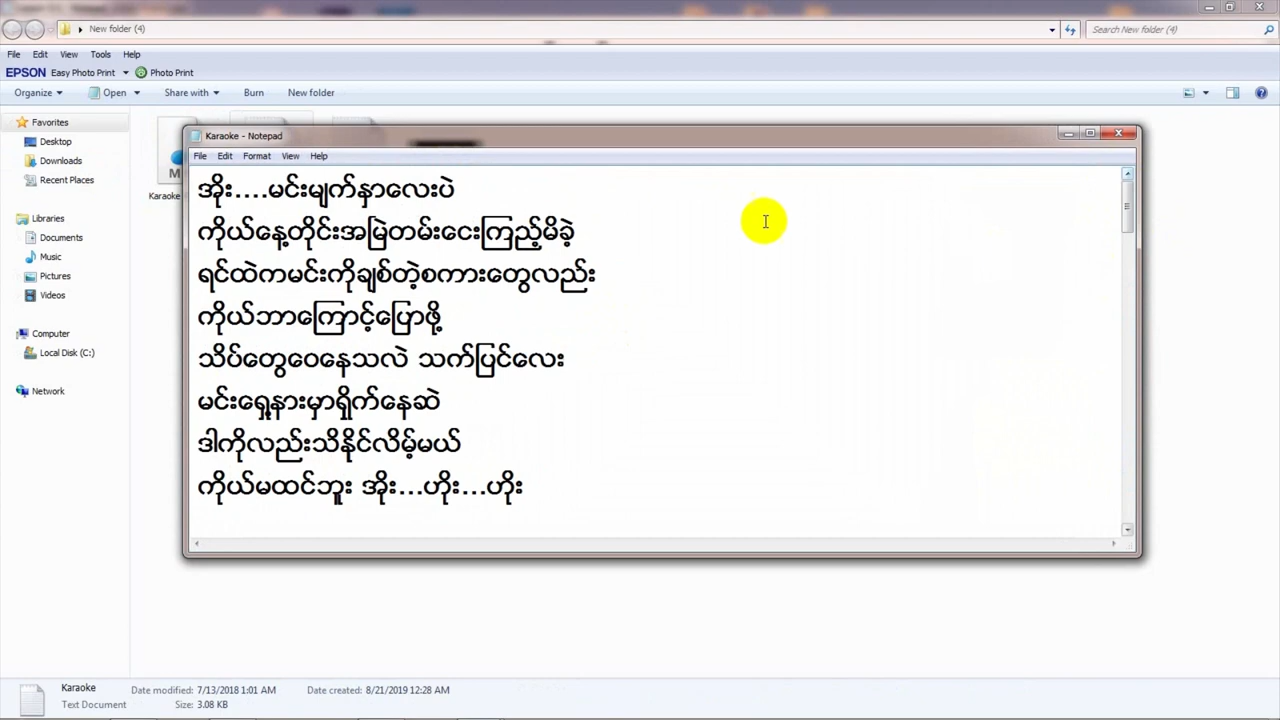 New folder (4)
Search New folder (4)
File Edit View Tools Help
EPSON Easy Photo Print Photo Print
Organize Open Share with Burn New folder
Favorites
Desktop
Downloads
Recent Places
Libraries
Documents
Music
Pictures
Videos
Computer
Local Disk (C:)
Network
Karaoke
Karaoke - Notepad
File Edit Format View Help
အိုး....မင်းမျက်နှာလေးပဲ
ကိုယ်နေ့တိုင်းအမြဲတမ်းငေးကြည့်မိခဲ့
ရင်ထဲကမင်းကိုချစ်တဲ့စကားတွေလည်း
ကိုယ်ဘာကြောင့်ပြောဖို့
သိပ်တွေဝေနေသလဲ သက်ပြင်လေး
မင်းရှေ့နားမှာရှိုက်နေဆဲ
ဒါကိုလည်းသိနိုင်လိမ့်မယ်
ကိုယ်မထင်ဘူး အိုး...ဟိုး...ဟိုး
Karaoke Date modified: 7/13/2018 1:01 AM Date created: 8/21/2019 12:28 AM
Text Document Size: 3.08 KB